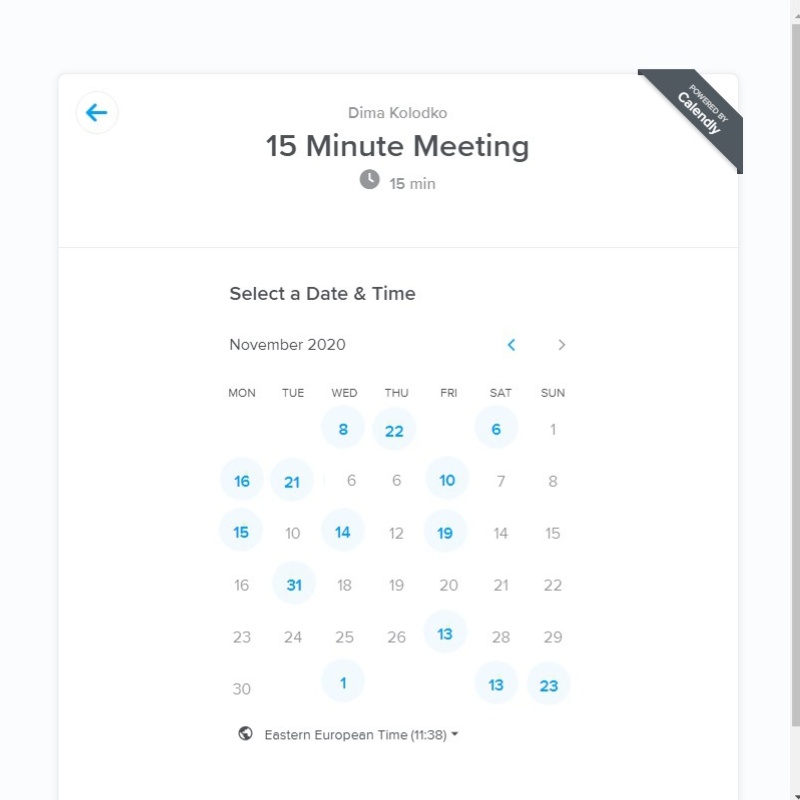 Dima Kolodko
POWERED BY
Calendly
15 Minute Meeting
15 min
Select a Date & Time
November 2020
MON TUE WED THU FRI SAT SUN
8 22 6 1
16 21 6 6 10 7 8
15 10 14 12 19 14 15
16 31 18 19 20 21 22
23 24 25 26 13 28 29
30 1 13 23
Eastern European Time (11:38)